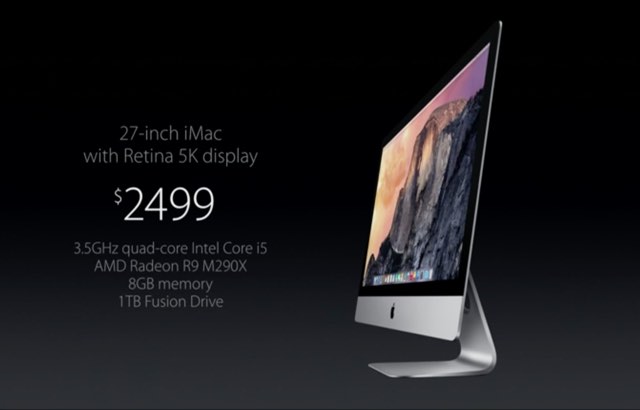 27-inch iMac
with Retina 5K display
$2499
3.5GHz quad-core Intel Core i5
AMD Radeon R9 M290X
8GB memory
1TB Fusion Drive